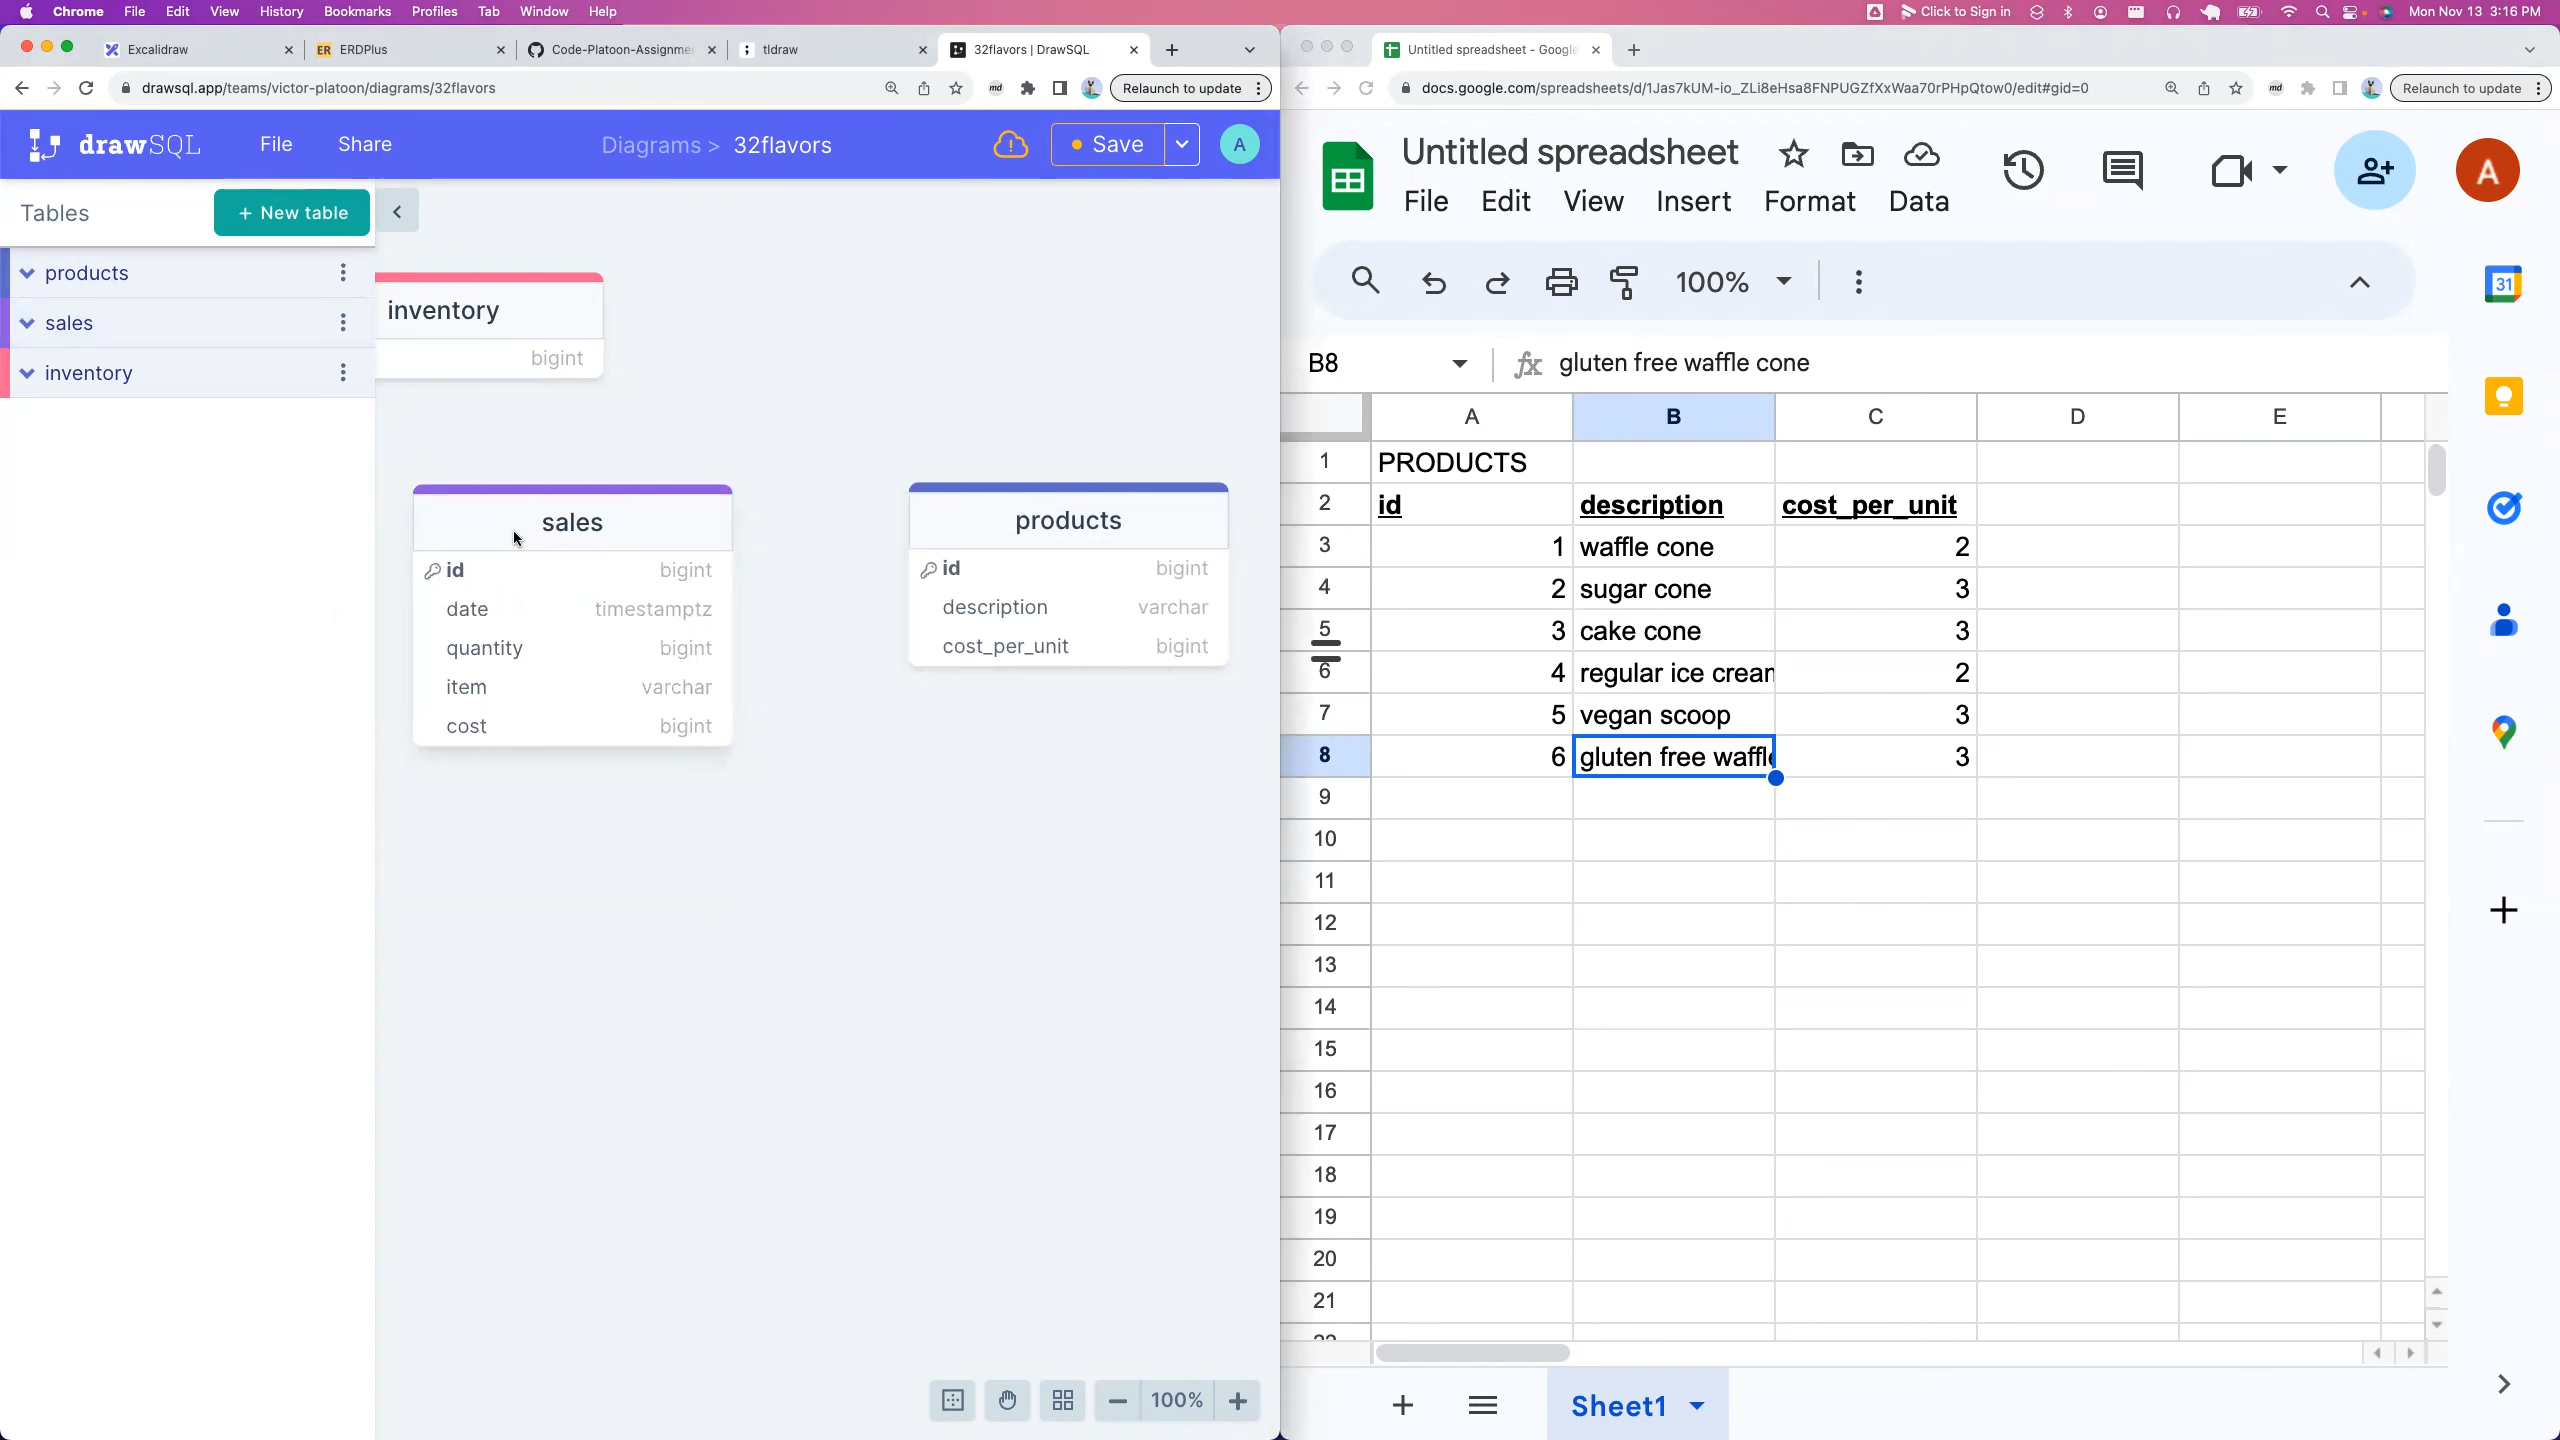 Chrome File Edit View History Bookmarks Profiles Tab Window Help
Click to Sign in
Mon Nov 13 3:16 PM
Excalidraw
ERDPlus
Code-Platoon-Assignme
tldraw
32flavors | DrawSQL
drawsql.app/teams/victor-platoon/diagrams/32flavors
Relaunch to update
drawSQL
File
Share
Diagrams > 32flavors
Save
A
Tables
+ New table
products
sales
inventory
inventory
bigint
sales
id bigint
date timestamptz
quantity bigint
item varchar
cost bigint
products
id bigint
description varchar
cost_per_unit bigint
100%
Untitled spreadsheet - Google
docs.google.com/spreadsheets/d/1Jas7kUM-io_ZLi8eHsa8FNPUGZfXxWaa70rPHpQtow0/edit#gid=0
Relaunch to update
Untitled spreadsheet
File Edit View Insert Format Data
A
31
100%
B8
fx gluten free waffle cone
A B C D E
1 PRODUCTS
2 id description cost_per_unit
3 1 waffle cone 2
4 2 sugar cone 3
5 3 cake cone 3
6 4 regular ice crean 2
7 5 vegan scoop 3
8 6 gluten free waffle 3
9
10
11
12
13
14
15
16
17
18
19
20
21
22
Sheet1